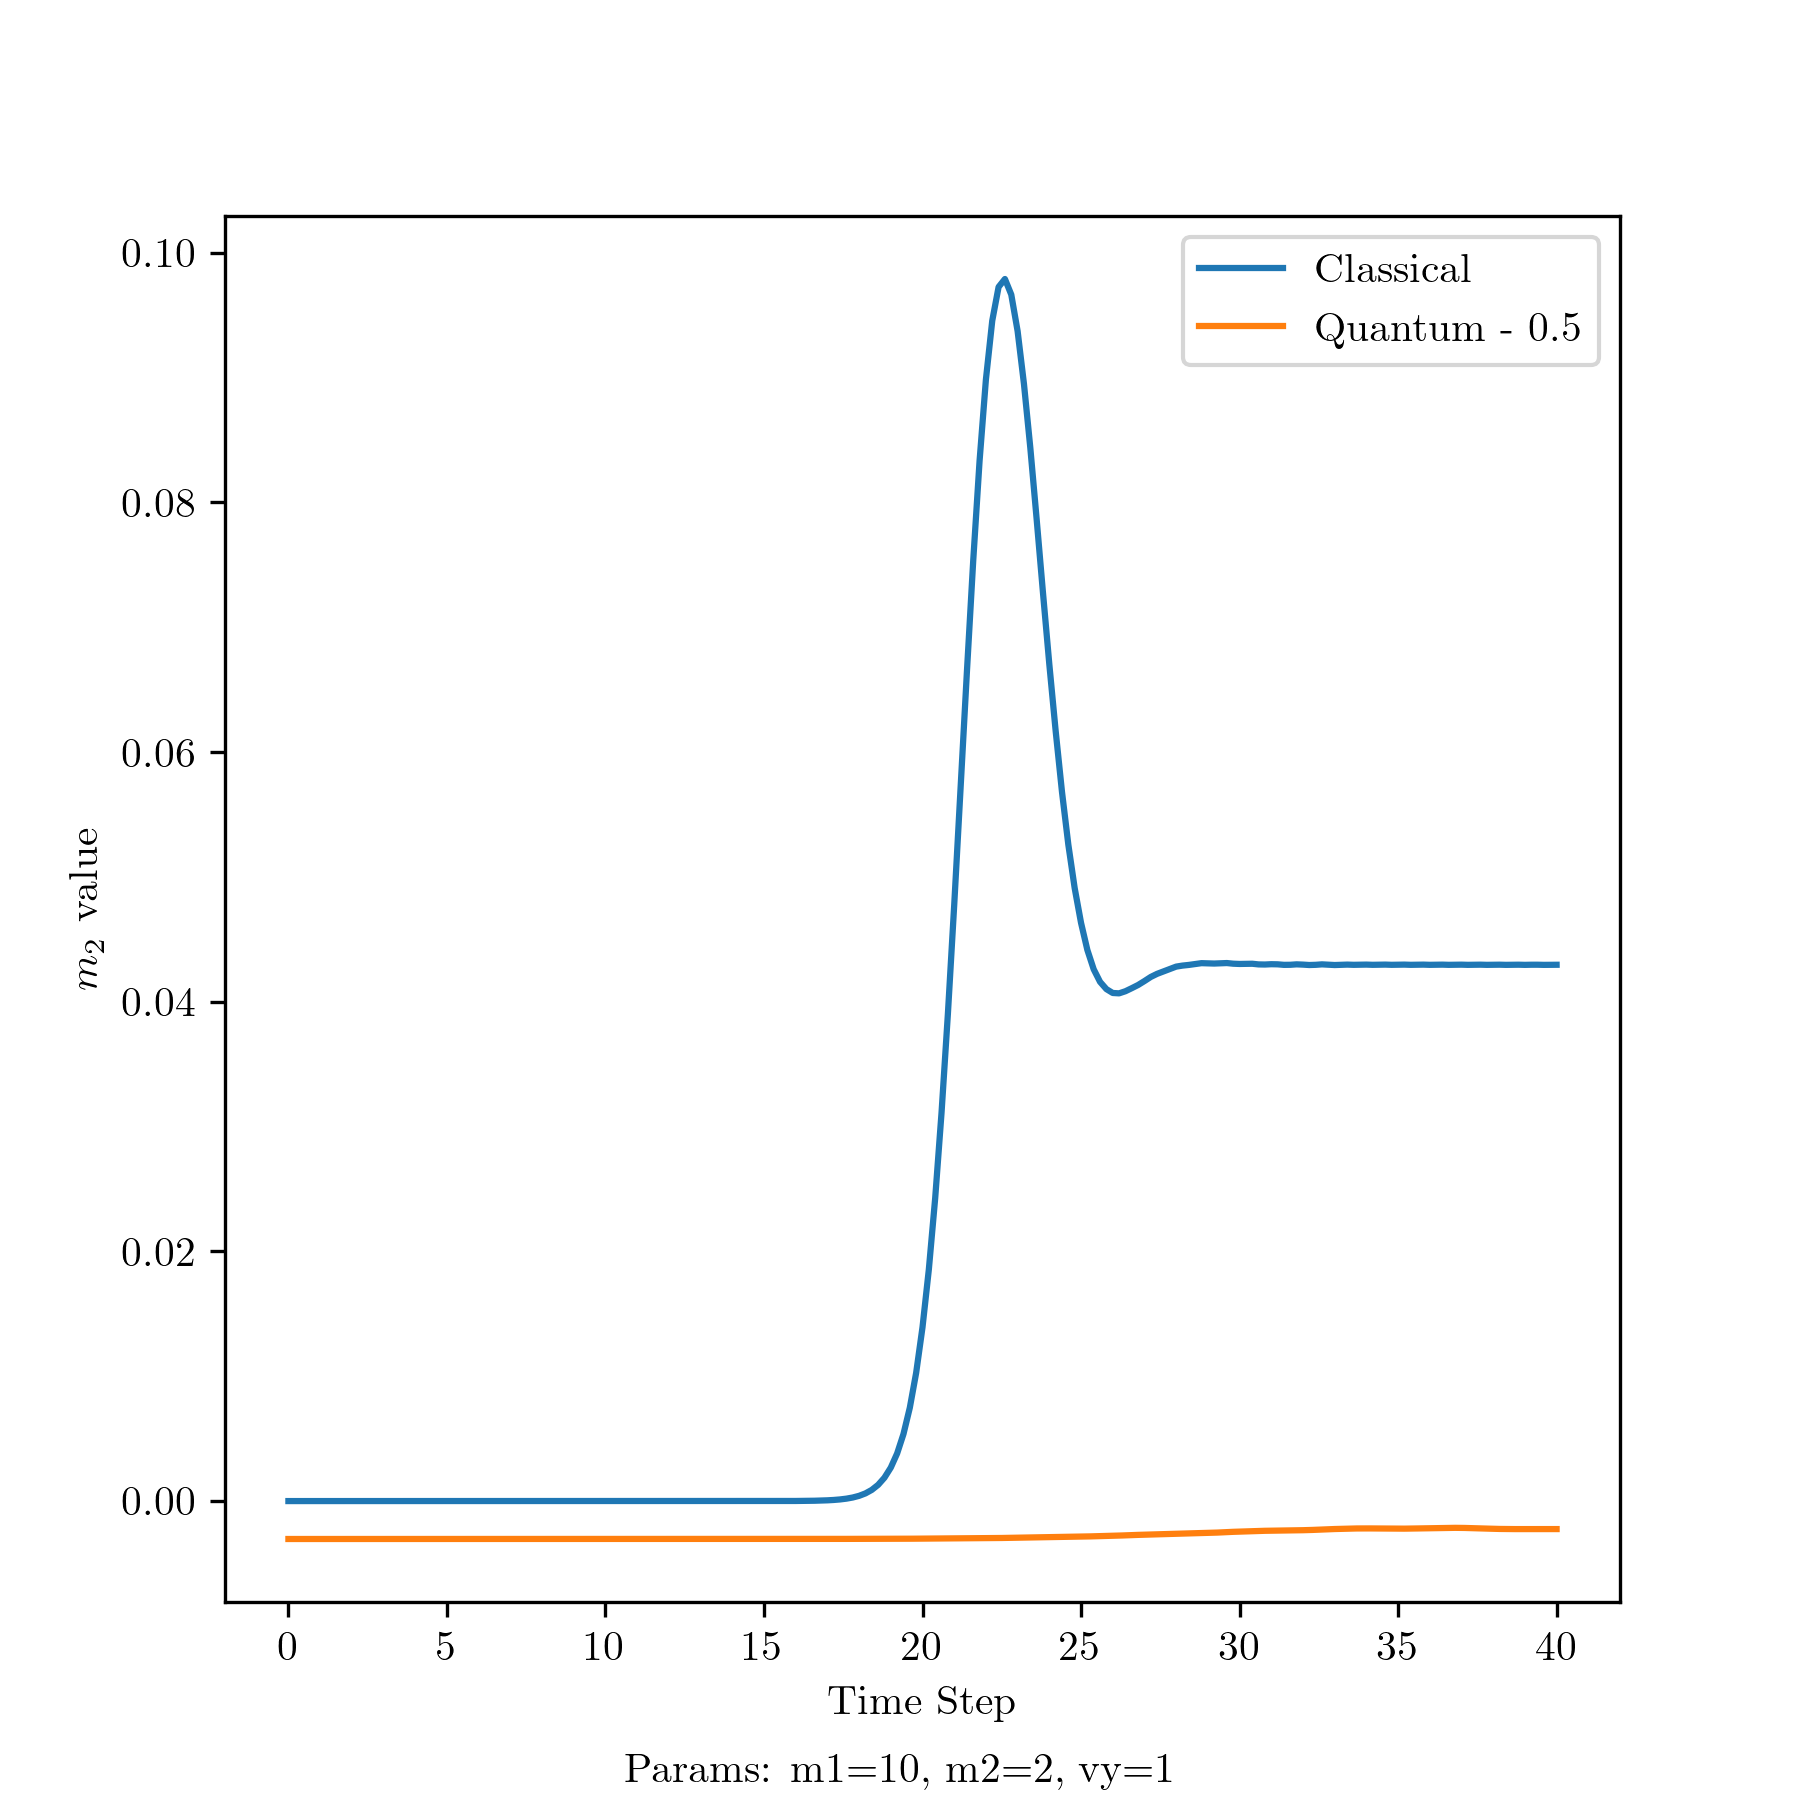 Classical
Quantum - 0.5
0.10
0.08
0.06
0.04
0.02
0.00
m₂ value
0 5 10 15 20 25 30 35 40
Time Step
Params: m1=10, m2=2, vy=1